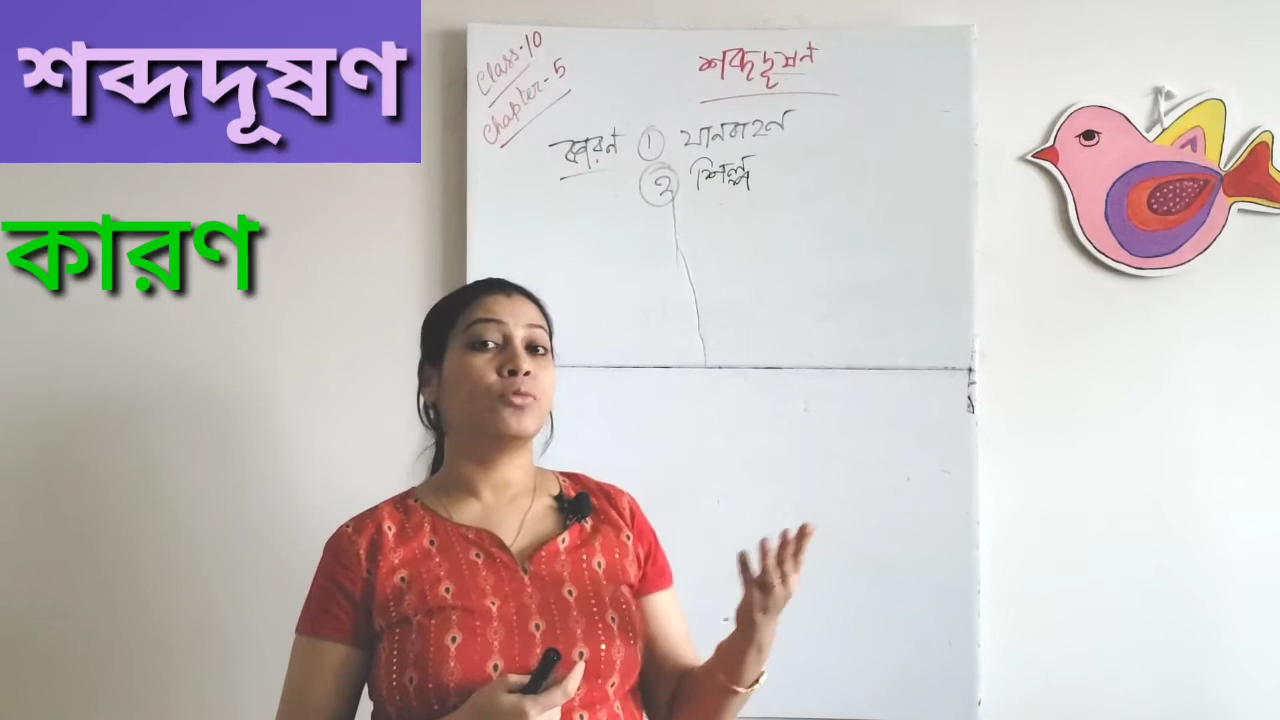 শব্দদূষণ
কারণ
Class-10
Chapter-5
শব্দদূষণ
কারণ ① যানবাহন
② শিল্প